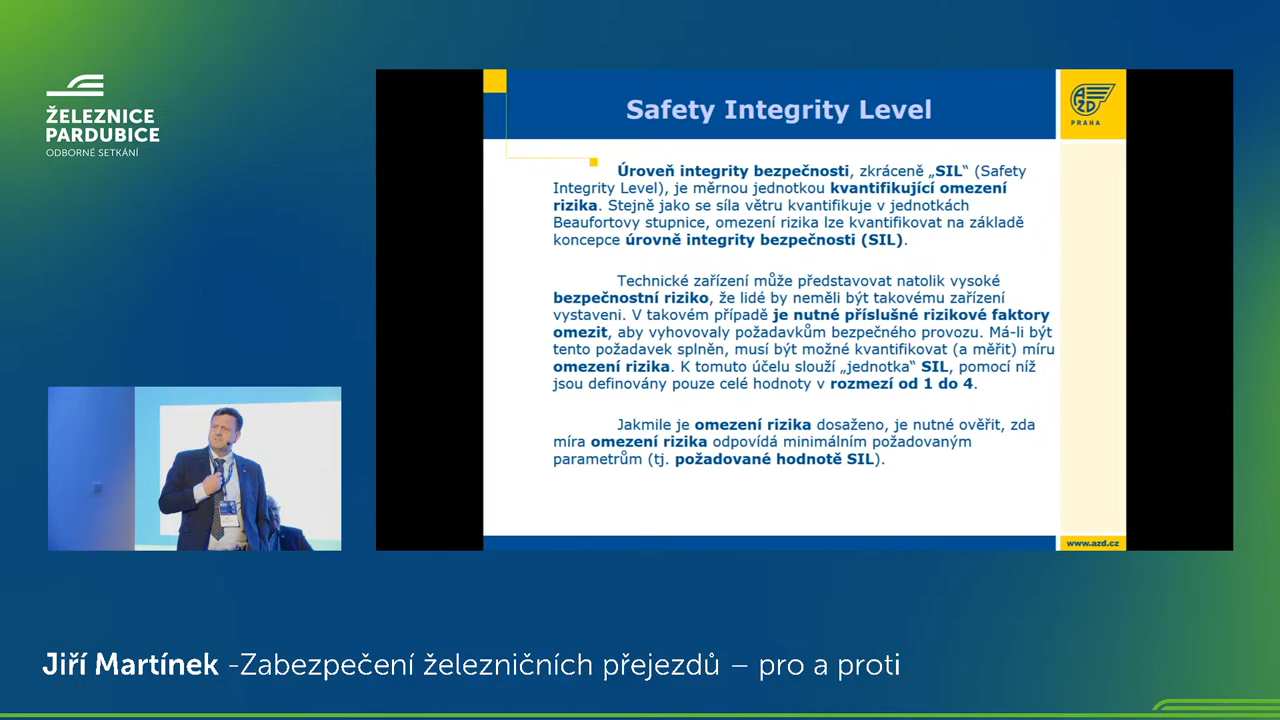 ŽELEZNICE
PARDUBICE
ODBORNÉ SETKÁNÍ
Safety Integrity Level
AŽD
PRAHA
Úroveň integrity bezpečnosti, zkráceně „SIL“ (Safety
Integrity Level), je měrnou jednotkou kvantifikující omezení
rizika. Stejně jako se síla větru kvantifikuje v jednotkách
Beaufortovy stupnice, omezení rizika lze kvantifikovat na základě
koncepce úrovně integrity bezpečnosti (SIL).
Technické zařízení může představovat natolik vysoké
bezpečnostní riziko, že lidé by neměli být takovému zařízení
vystaveni. V takovém případě je nutné příslušné rizikové faktory
omezit, aby vyhovovaly požadavkům bezpečného provozu. Má-li být
tento požadavek splněn, musí být možné kvantifikovat (a měřit) míru
omezení rizika. K tomuto účelu slouží „jednotka“ SIL, pomocí níž
jsou definovány pouze celé hodnoty v rozmezí od 1 do 4.
Jakmile je omezení rizika dosaženo, je nutné ověřit, zda
míra omezení rizika odpovídá minimálním požadovaným
parametrům (tj. požadované hodnotě SIL).
www.azd.cz
Jiří Martínek -Zabezpečení železničních přejezdů – pro a proti